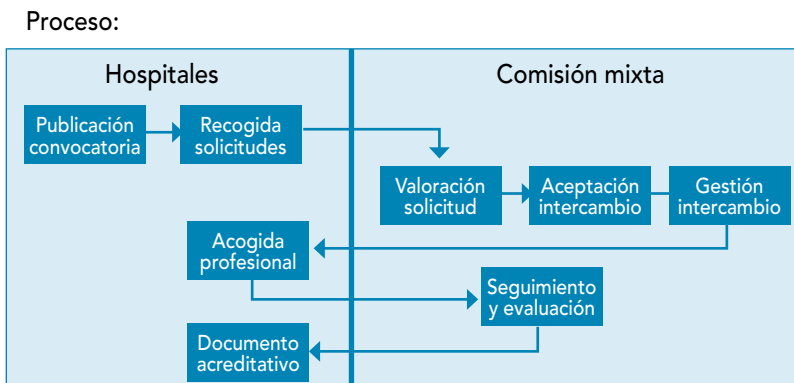 Proceso:
Hospitales
Comisión mixta
Publicación
convocatoria
Recogida
solicitudes
Valoración
solicitud
Aceptación
intercambio
Gestión
intercambio
Acogida
profesional
Seguimiento
y evaluación
Documento
acreditativo